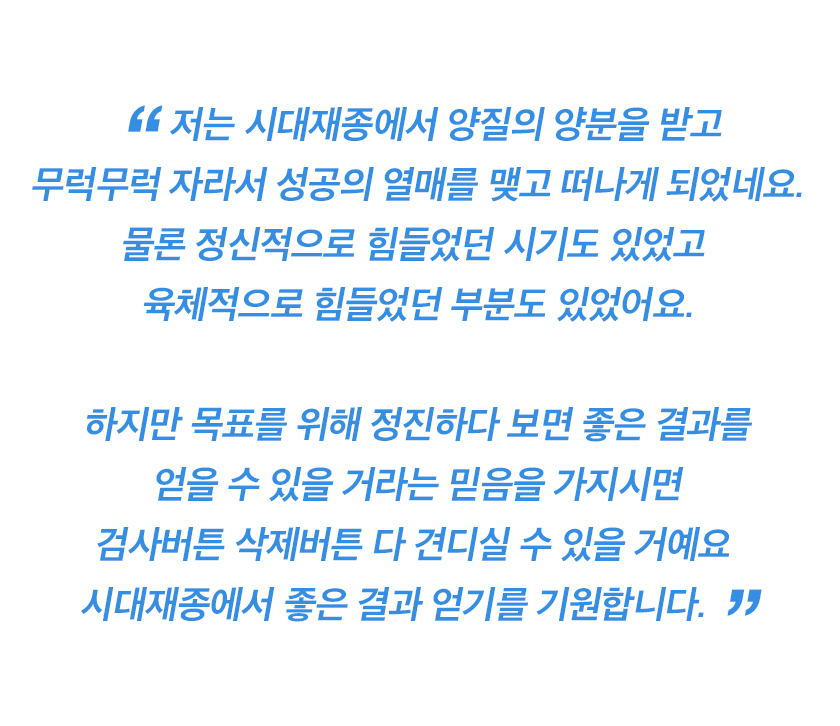 “ 저는 시대재종에서 양질의 양분을 받고
무럭무럭 자라서 성공의 열매를 맺고 떠나게 되었네요.
물론 정신적으로 힘들었던 시기도 있었고
육체적으로 힘들었던 부분도 있었어요.
하지만 목표를 위해 정진하다 보면 좋은 결과를
얻을 수 있을 거라는 믿음을 가지시면
검사버튼 삭제버튼 다 견디실 수 있을 거예요
시대재종에서 좋은 결과 얻기를 기원합니다. ”